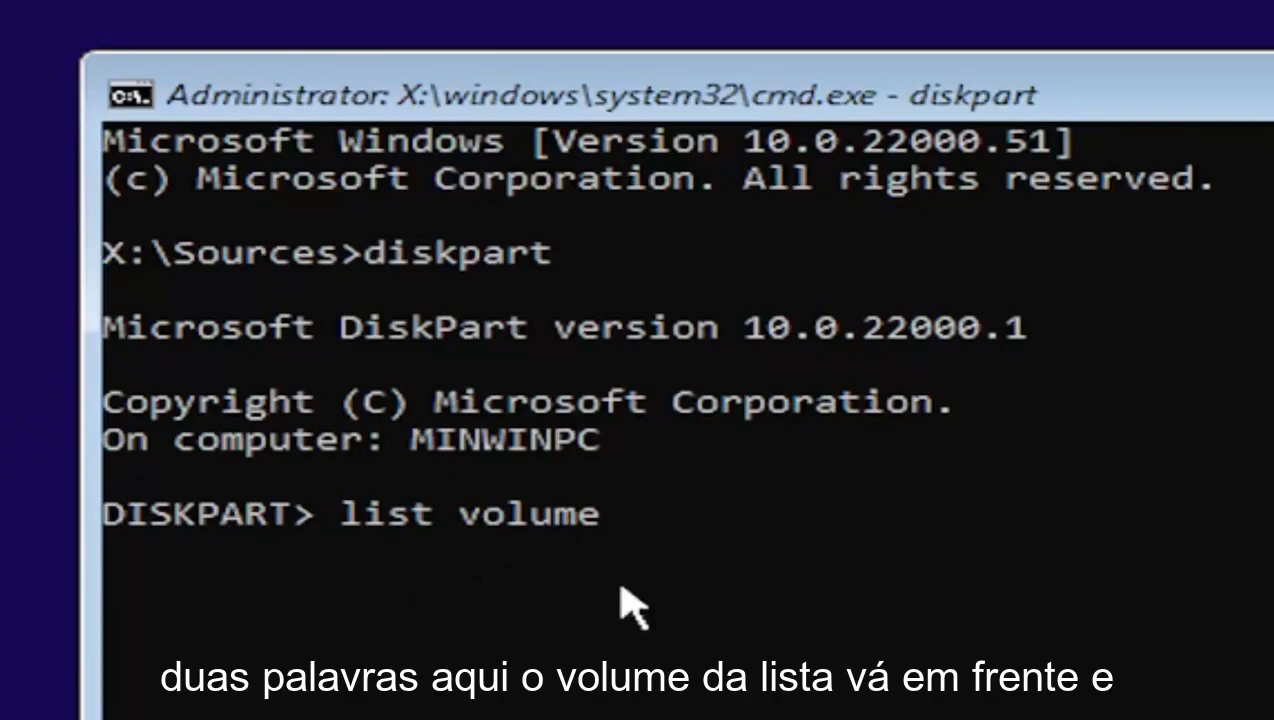 C:\.
Administrator: X:\windows\system32\cmd.exe - diskpart
Microsoft Windows [Version 10.0.22000.51]
(c) Microsoft Corporation. All rights reserved.
X:\Sources>diskpart
Microsoft DiskPart version 10.0.22000.1
Copyright (C) Microsoft Corporation.
On computer: MINWINPC
DISKPART> list volume
duas palavras aqui o volume da lista vá em frente e